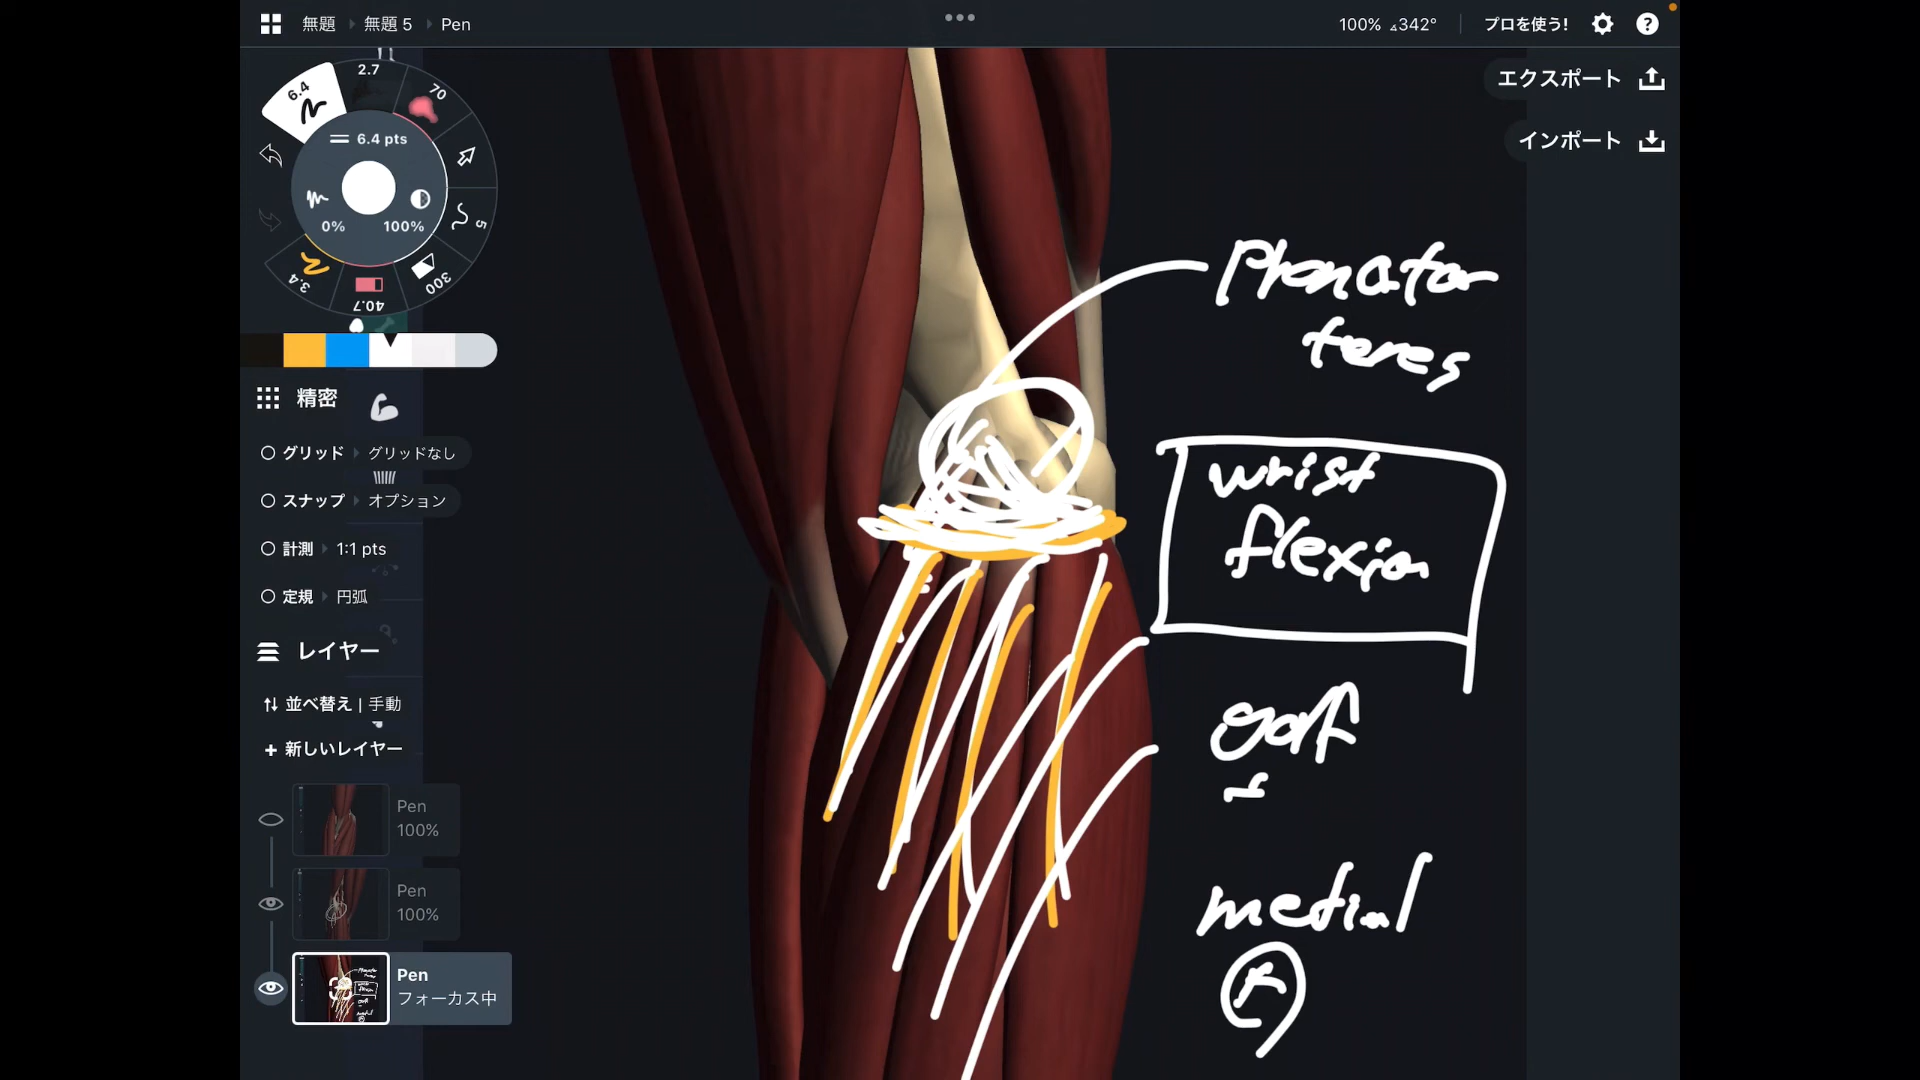 無題 無題 5 Pen
100% 342°
プロを使う!
エクスポート
インポート
2.7
6.4
70
6.4 pts
0% 100%
5
300
40.7
3.4
精密
グリッド グリッドなし
スナップ オプション
計測 1:1 pts
定規 円弧
レイヤー
並べ替え | 手動
+ 新しいレイヤー
Pen
100%
Pen
100%
Pen
フォーカス中
Pronator
teres
wrist
flexion
golf
medial